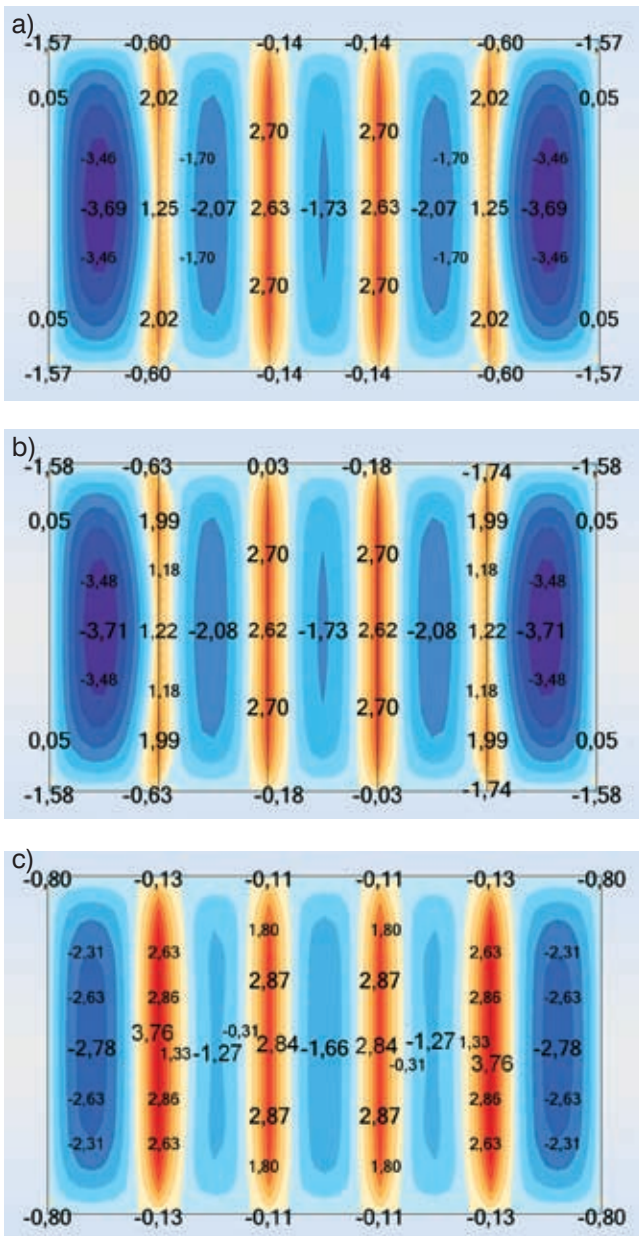 a)
-1,57 -0,60 -0,14 -0,14 -0,60 -1,57
0,05 2,02 2,02 0,05
2,70 2,70
-3,46 -1,70 -1,70 -3,46
-3,69 1,25 -2,07 2,63 -1,73 2,63 -2,07 1,25 -3,69
-3,46 -1,70 -1,70 -3,46
2,70 2,70
0,05 2,02 2,02 0,05
-1,57 -0,60 -0,14 -0,14 -0,60 -1,57
b)
-1,58 -0,63 0,03 -0,18 -1,74 -1,58
0,05 1,99 1,99 0,05
2,70 2,70
1,18 1,18
-3,48 -3,48
-3,71 1,22 -2,08 2,62 -1,73 2,62 -2,08 1,22 -3,71
-3,48 -3,48
1,18 1,18
2,70 2,70
0,05 1,99 1,99 0,05
-1,58 -0,63 -0,18 -0,03 -1,74 -1,58
c)
-0,80 -0,13 -0,11 -0,11 -0,13 -0,80
1,80 1,80
-2,31 2,63 2,63 -2,31
2,87 2,87
-2,63 2,86 2,86 -2,63
3,76 -0,31 -1,27
-2,78 1,33 -1,27 2,84 -1,66 2,84 1,33 -2,78
-0,31 3,76
-2,63 2,86 2,86 -2,63
2,87 2,87
-2,31 2,63 2,63 -2,31
1,80 1,80
-0,80 -0,13 -0,11 -0,11 -0,13 -0,80